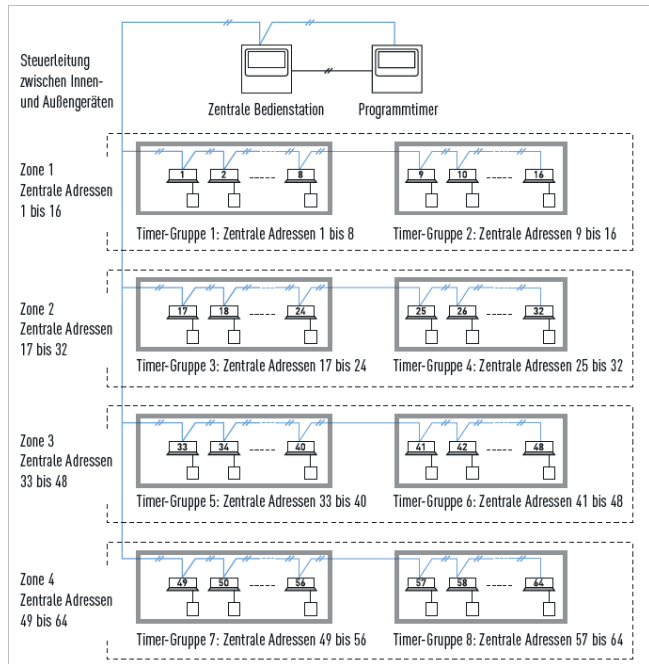 Steuerleitung
zwischen Innen-
und Außengeräten
Zentrale Bedienstation
Programmtimer
Zone 1
Zentrale Adressen
1 bis 16
1
2
8
9
10
16
Timer-Gruppe 1: Zentrale Adressen 1 bis 8
Timer-Gruppe 2: Zentrale Adressen 9 bis 16
Zone 2
Zentrale Adressen
17 bis 32
17
18
24
25
26
32
Timer-Gruppe 3: Zentrale Adressen 17 bis 24
Timer-Gruppe 4: Zentrale Adressen 25 bis 32
Zone 3
Zentrale Adressen
33 bis 48
33
34
40
41
42
48
Timer-Gruppe 5: Zentrale Adressen 33 bis 40
Timer-Gruppe 6: Zentrale Adressen 41 bis 48
Zone 4
Zentrale Adressen
49 bis 64
49
50
56
57
58
64
Timer-Gruppe 7: Zentrale Adressen 49 bis 56
Timer-Gruppe 8: Zentrale Adressen 57 bis 64